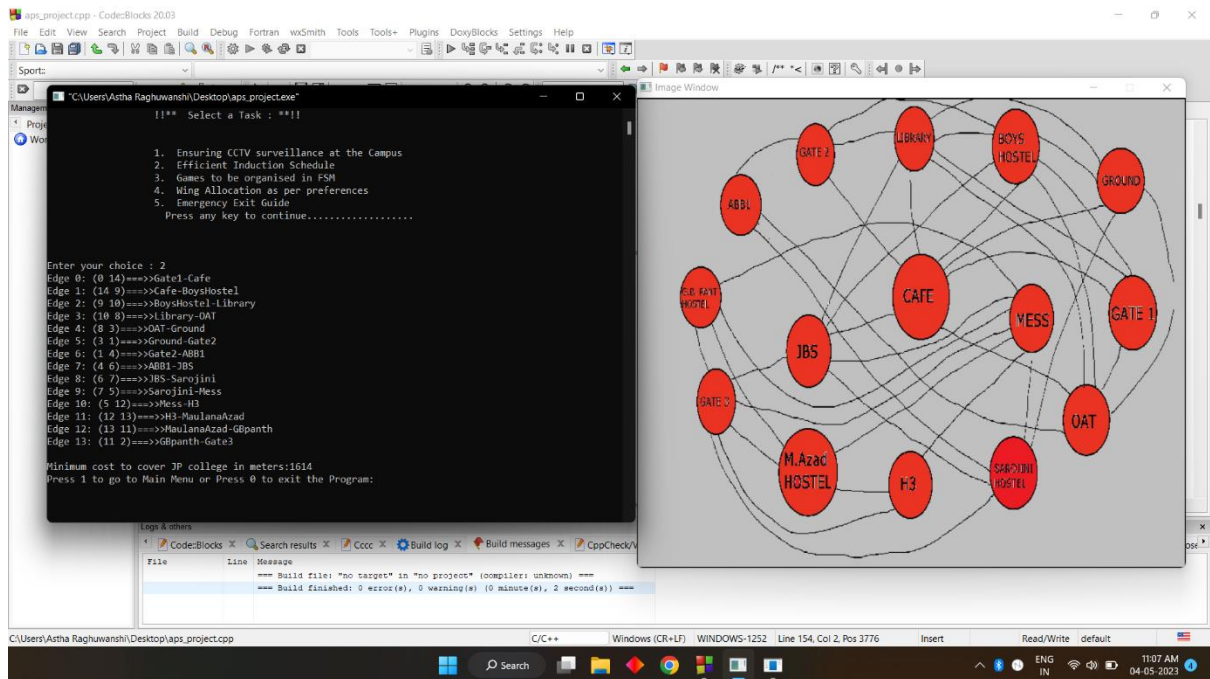 aps_project.cpp - Code::Blocks 20.03
File Edit View Search Project Build Debug Fortran wxSmith Tools Tools+ Plugins DoxyBlocks Settings Help
Sport::
"C:\Users\Astha Raghuwanshi\Desktop\aps_project.exe"
!!** Select a Task : **!!
1. Ensuring CCTV surveillance at the Campus
2. Efficient Induction Schedule
3. Games to be organised in FSM
4. Wing Allocation as per preferences
5. Emergency Exit Guide
Press any key to continue...................
Enter your choice : 2
Edge 0: (0 14)===>>Gate1-Cafe
Edge 1: (14 9)===>>Cafe-BoysHostel
Edge 2: (9 10)===>>BoysHostel-Library
Edge 3: (10 8)===>>Library-OAT
Edge 4: (8 3)===>>OAT-Ground
Edge 5: (3 1)===>>Ground-Gate2
Edge 6: (1 4)===>>Gate2-ABB1
Edge 7: (4 6)===>>ABB1-JBS
Edge 8: (6 7)===>>JBS-Sarojini
Edge 9: (7 5)===>>Sarojini-Mess
Edge 10: (5 12)===>>Mess-H3
Edge 11: (12 13)===>>H3-MaulanaAzad
Edge 12: (13 11)===>>MaulanaAzad-GBpanth
Edge 13: (11 2)===>>GBpanth-Gate3
Minimum cost to cover JP college in meters:1614
Press 1 to go to Main Menu or Press 0 to exit the Program:
Managem
Proje
Wor
Image Window
GATE 2
LIBRARY
BOYS
HOSTEL
GROUND
ABB1
G.B. PANT
HOSTEL
CAFE
MESS
GATE 1
JBS
GATE 3
OAT
M.Azad
HOSTEL
H3
SAROJINI
HOSTEL
Logs & others
Code::Blocks Search results Cccc Build log Build messages CppCheck/V
File Line Message
=== Build file: "no target" in "no project" (compiler: unknown) ===
=== Build finished: 0 error(s), 0 warning(s) (0 minute(s), 2 second(s)) ===
C:\Users\Astha Raghuwanshi\Desktop\aps_project.cpp C/C++ Windows (CR+LF) WINDOWS-1252 Line 154, Col 2, Pos 3776 Insert Read/Write default
Search
ENG
IN
11:07 AM
04-05-2023
4